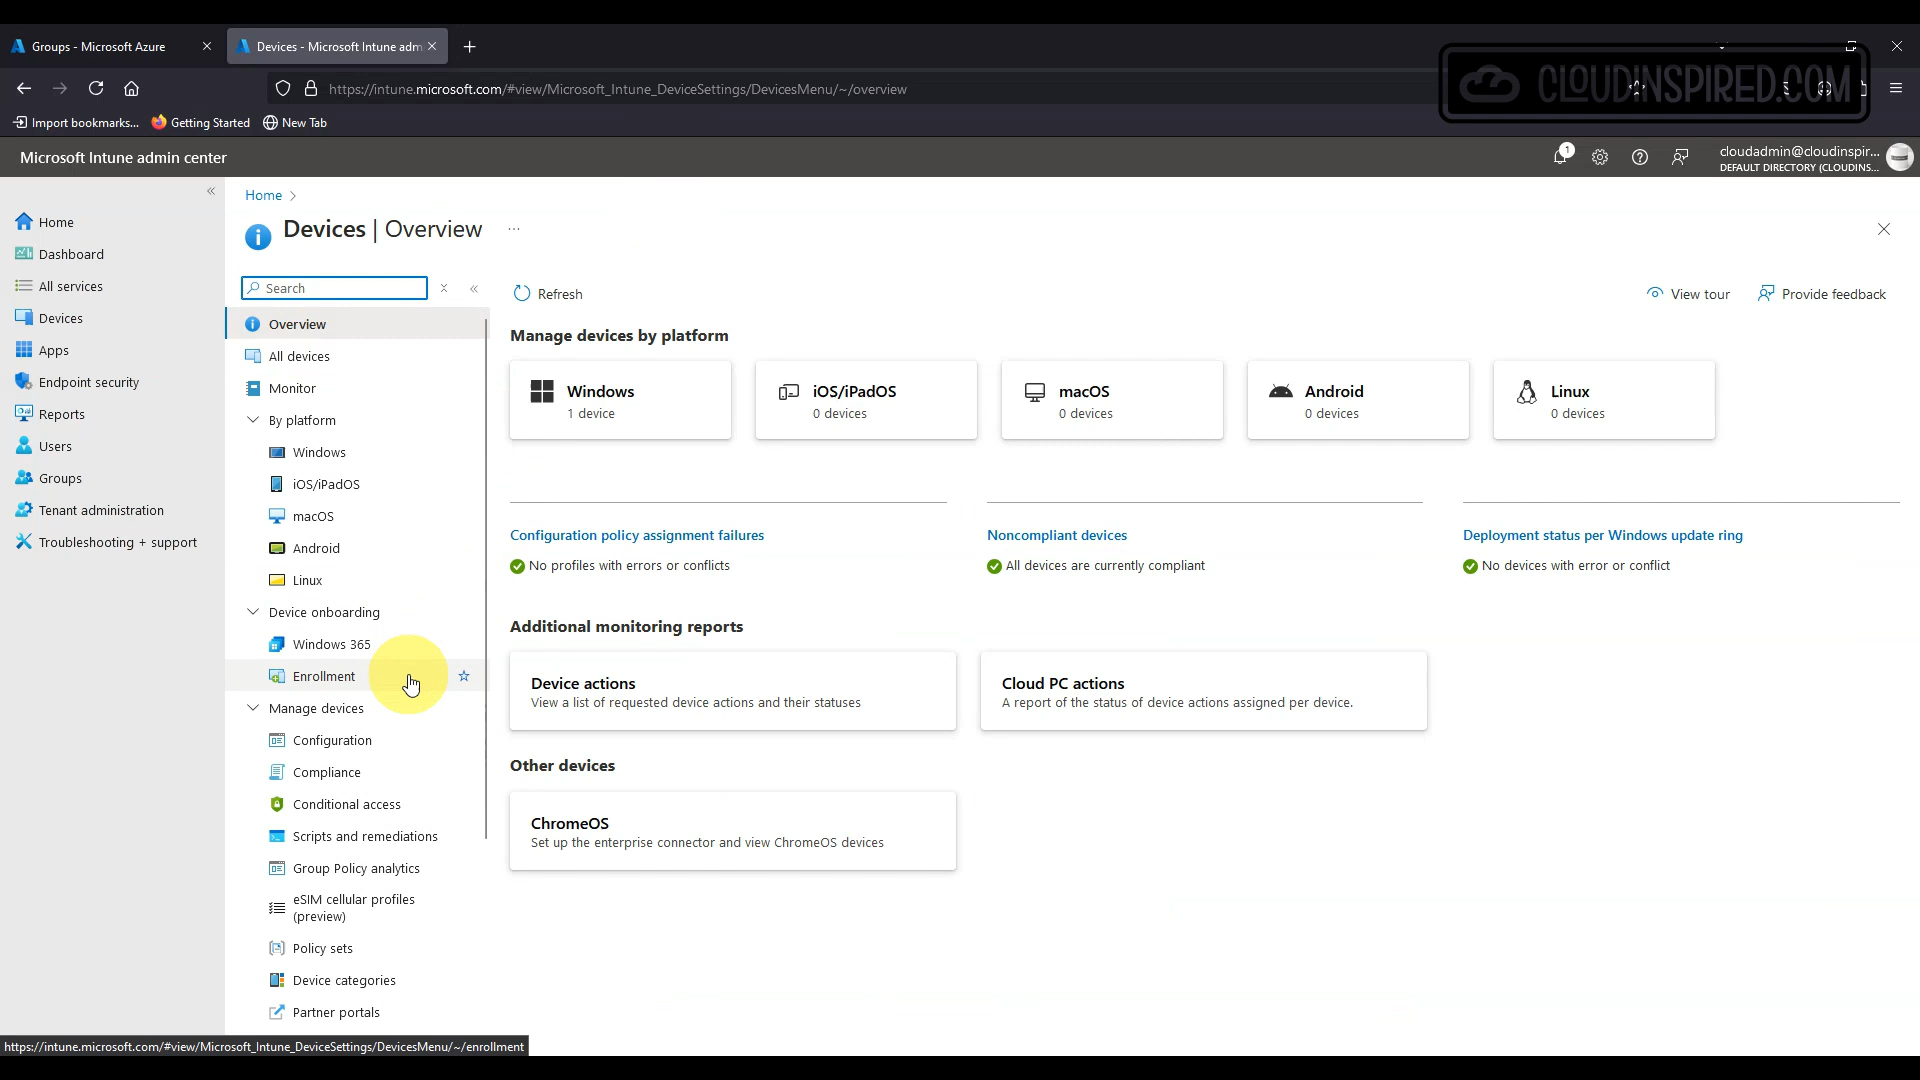 Groups - Microsoft Azure
Devices - Microsoft Intune adm
https://intune.microsoft.com/#view/Microsoft_Intune_DeviceSettings/DevicesMenu/~/overview
CLOUDINSPIRED.COM
Import bookmarks...
Getting Started
New Tab
Microsoft Intune admin center
1
cloudadmin@cloudinspir...
DEFAULT DIRECTORY (CLOUDINS...
Home
Dashboard
All services
Devices
Apps
Endpoint security
Reports
Users
Groups
Tenant administration
Troubleshooting + support
Home
Devices | Overview
Search
Overview
All devices
Monitor
By platform
Windows
iOS/iPadOS
macOS
Android
Linux
Device onboarding
Windows 365
Enrollment
Manage devices
Configuration
Compliance
Conditional access
Scripts and remediations
Group Policy analytics
eSIM cellular profiles
(preview)
Policy sets
Device categories
Partner portals
Refresh
View tour
Provide feedback
Manage devices by platform
Windows
1 device
iOS/iPadOS
0 devices
macOS
0 devices
Android
0 devices
Linux
0 devices
Configuration policy assignment failures
No profiles with errors or conflicts
Noncompliant devices
All devices are currently compliant
Deployment status per Windows update ring
No devices with error or conflict
Additional monitoring reports
Device actions
View a list of requested device actions and their statuses
Cloud PC actions
A report of the status of device actions assigned per device.
Other devices
ChromeOS
Set up the enterprise connector and view ChromeOS devices
https://intune.microsoft.com/#view/Microsoft_Intune_DeviceSettings/DevicesMenu/~/enrollment